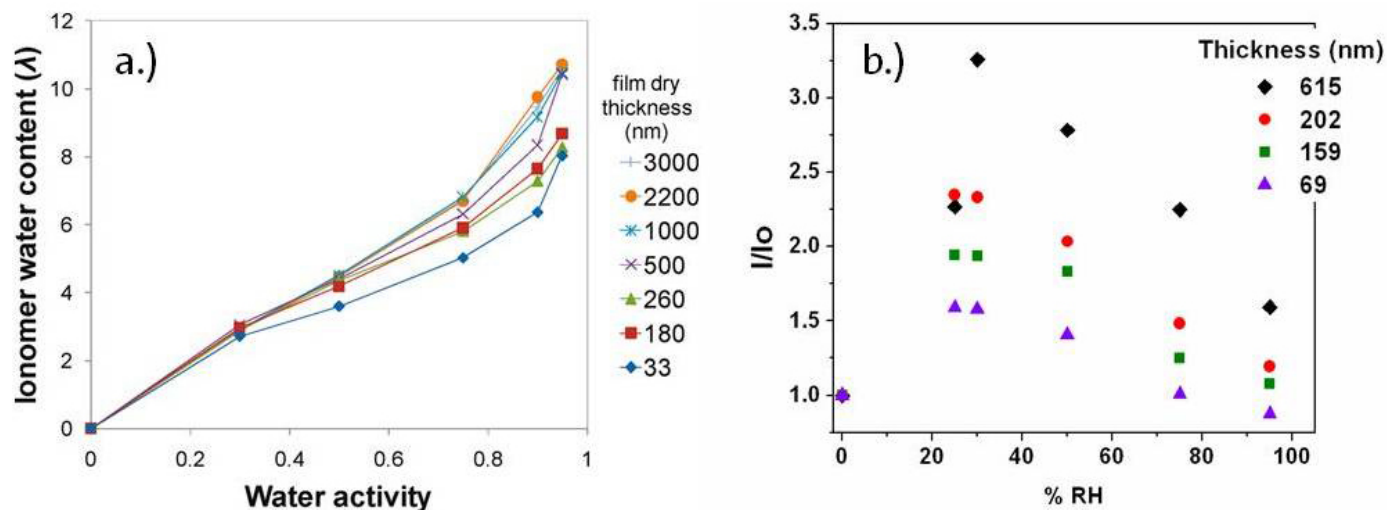 a.)
Ionomer water content (λ)
12
10
8
6
4
2
0
0 0.2 0.4 0.6 0.8 1
Water activity
film dry
thickness
(nm)
3000
2200
1000
500
260
180
33
b.)
I/Io
3.5
3.0
2.5
2.0
1.5
1.0
0 20 40 60 80 100
% RH
Thickness (nm)
615
202
159
69